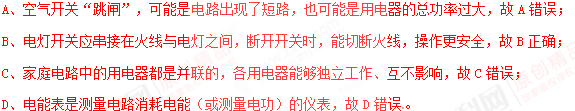 A、空气开关“跳闸”，可能是电路出现了短路，也可能是用电器的总功率过大，故 A 错误；
B、电灯开关应串接在火线与电灯之间，断开开关时，能切断火线，操作更安全，故 B 正确；
C、家庭电路中的用电器都是并联的，各用电器能够独立工作、互不影响，故 C 错误；
D、电能表是测量电路消耗电能（或测量电功）的仪表，故 D 错误。